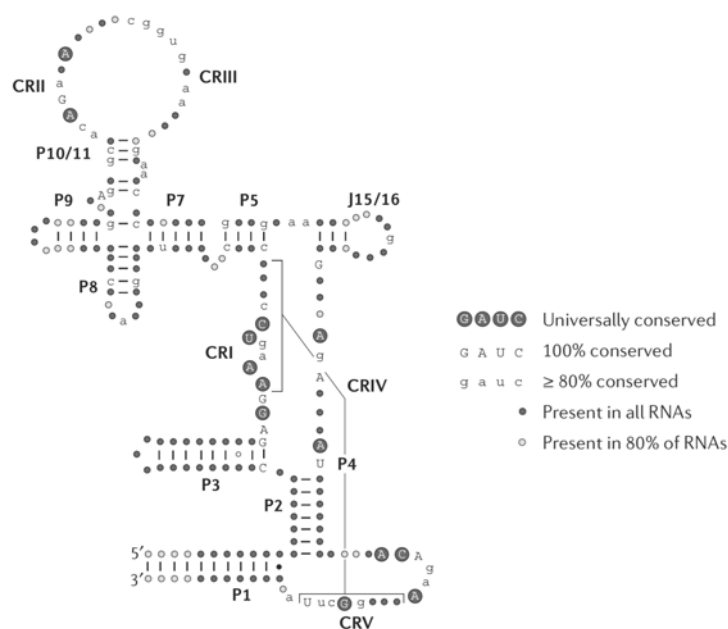 c g g u
A g
CRII CRIII
a a
G a
A
c
a
P10/11 c g
g a
a
g c
P9 A g P7 P5 J15/16
g c g g a a
g
u c c G
P8
c g
a c
C A
U g
CRI a g
A A
A CRIV
G
G
A A
G U
C P4
P3
P2
5′ A C A
g
a
3′ A
P1 a U u c G g
CRV
G A U C Universally conserved
G A U C 100% conserved
g a u c ≥ 80% conserved
Present in all RNAs
Present in 80% of RNAs